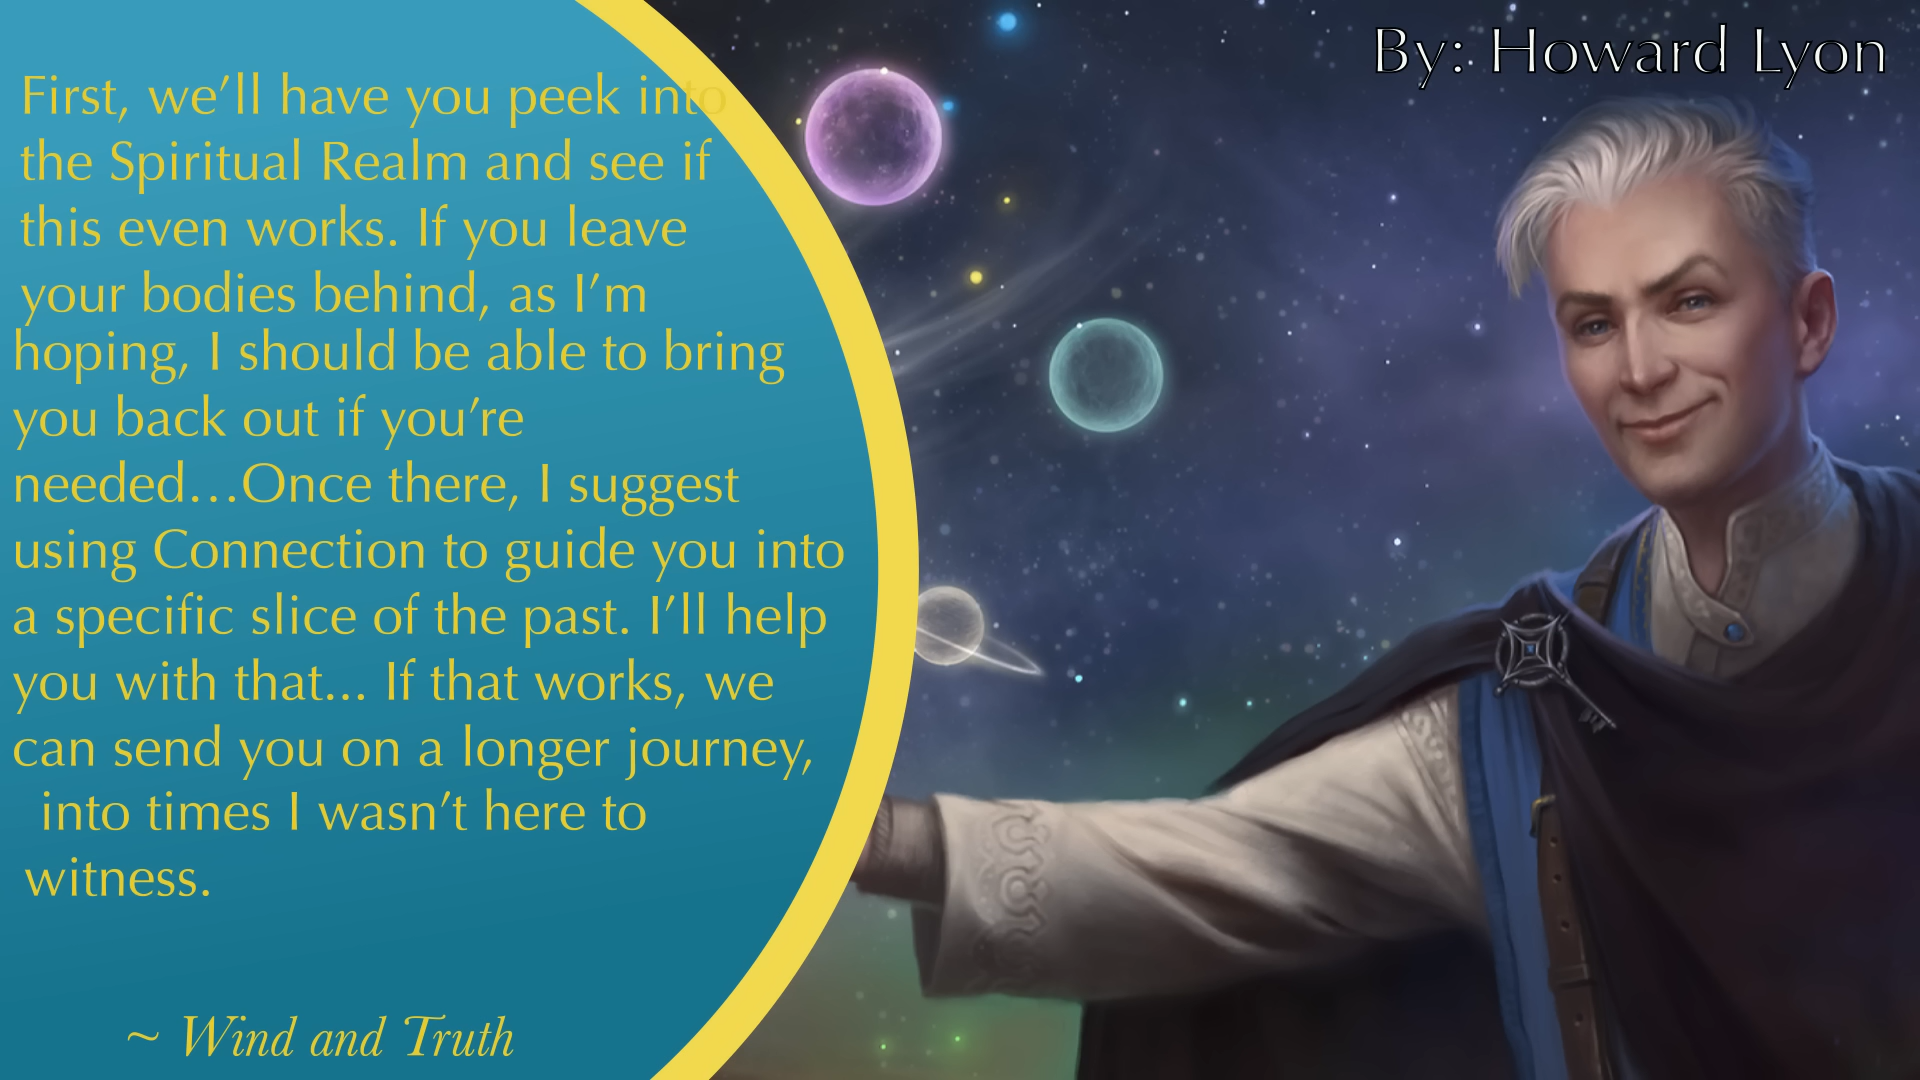 By: Howard Lyon
First, we’ll have you peek into
the Spiritual Realm and see if
this even works. If you leave
your bodies behind, as I’m
hoping, I should be able to bring
you back out if you’re
needed…Once there, I suggest
using Connection to guide you into
a specific slice of the past. I’ll help
you with that... If that works, we
can send you on a longer journey,
into times I wasn’t here to
witness.
~ Wind and Truth